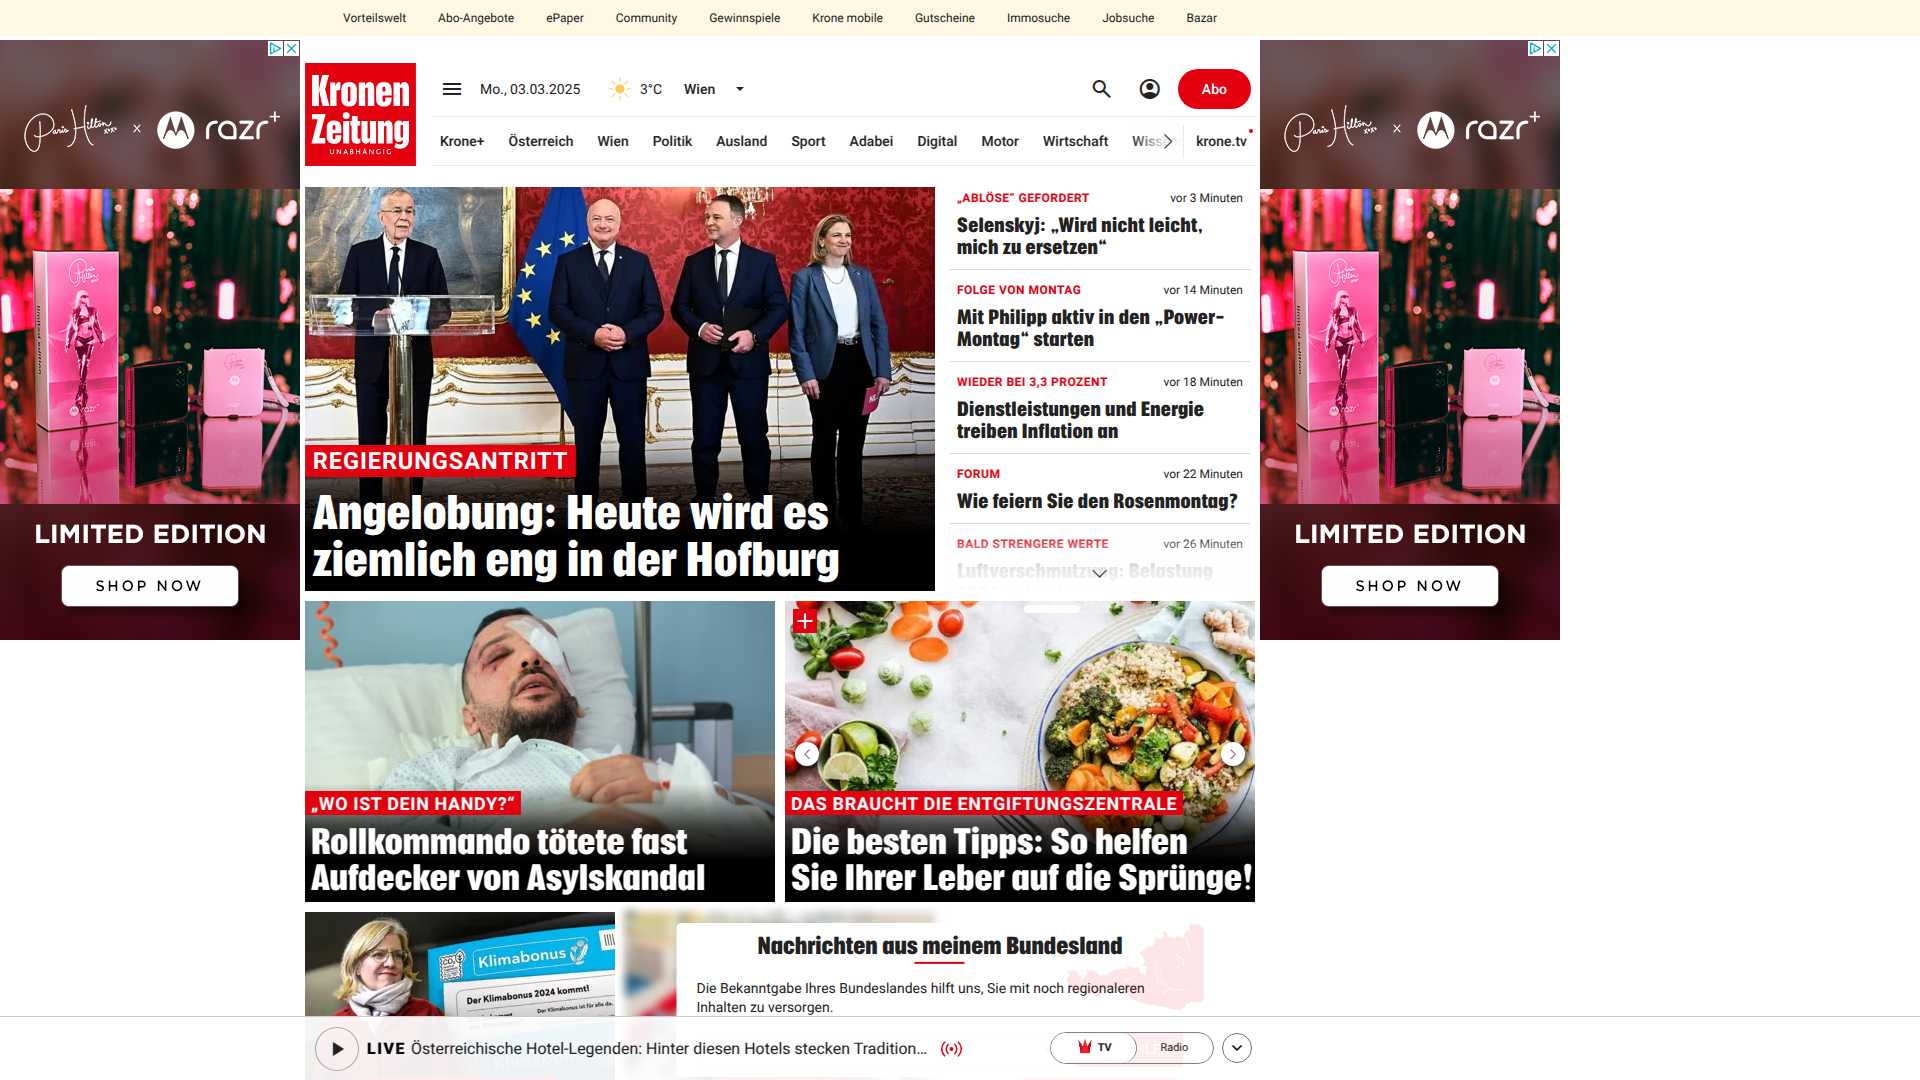 Vorteilswelt Abo-Angebote ePaper Community Gewinnspiele Krone mobile Gutscheine Immosuche Jobsuche Bazar
Kronen
Zeitung
UNABHÄNGIG
Mo., 03.03.2025 3°C Wien
Abo
Krone+ Österreich Wien Politik Ausland Sport Adabei Digital Motor Wirtschaft krone.tv
Paris Hilton x razr+
LIMITED EDITION
SHOP NOW
REGIERUNGSANTRITT
Angelobung: Heute wird es
ziemlich eng in der Hofburg
„ABLÖSE“ GEFORDERT vor 3 Minuten
Selenskyj: „Wird nicht leicht,
mich zu ersetzen“
FOLGE VON MONTAG vor 14 Minuten
Mit Philipp aktiv in den „Power-
Montag“ starten
WIEDER BEI 3,3 PROZENT vor 18 Minuten
Dienstleistungen und Energie
treiben Inflation an
FORUM vor 22 Minuten
Wie feiern Sie den Rosenmontag?
BALD STRENGERE WERTE vor 26 Minuten
Luftverschmutzung: Belastung
Paris Hilton x razr+
LIMITED EDITION
SHOP NOW
„WO IST DEIN HANDY?“
Rollkommando tötete fast
Aufdecker von Asylskandal
DAS BRAUCHT DIE ENTGIFTUNGSZENTRALE
Die besten Tipps: So helfen
Sie Ihrer Leber auf die Sprünge!
Klimabonus
Der Klimabonus 2024 kommt!
Der Klimabonus ist für alle da.
Nachrichten aus meinem Bundesland
Die Bekanntgabe Ihres Bundeslandes hilft uns, Sie mit noch regionaleren
Inhalten zu versorgen.
LIVE Österreichische Hotel-Legenden: Hinter diesen Hotels stecken Tradition...
TV Radio